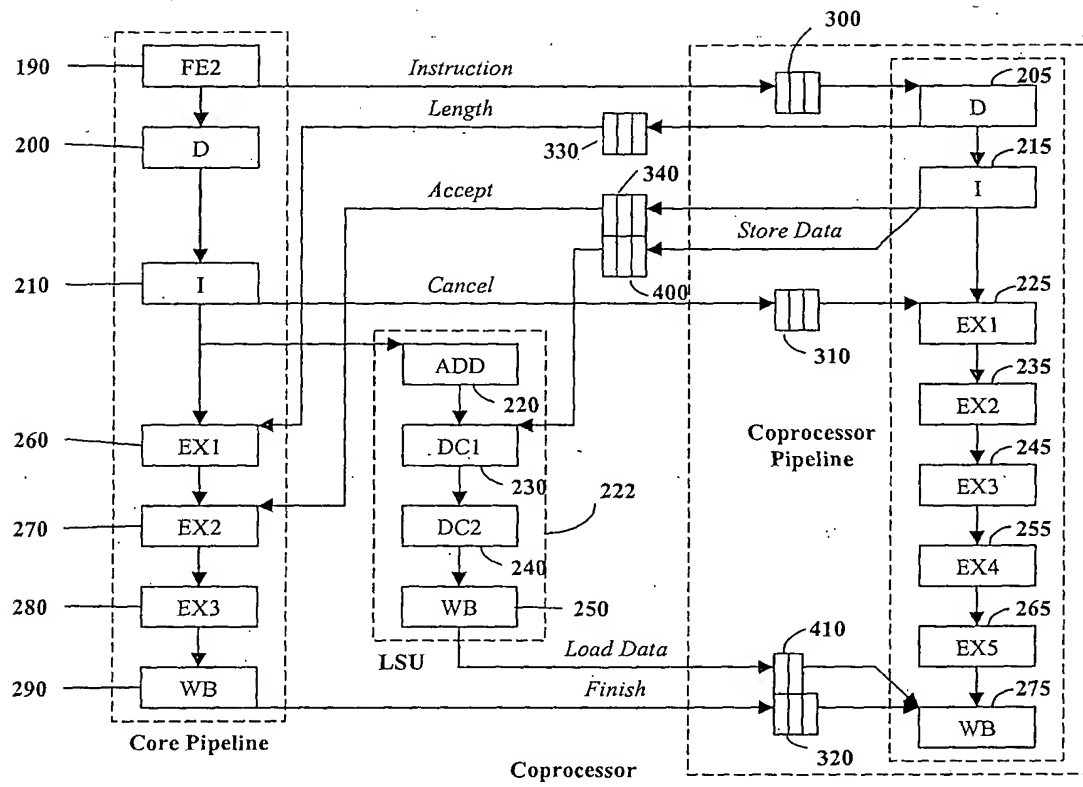 300
190 FE2 Instruction 205
Length D
200 D 330 215
340 I
Accept
Store Data
210 I Cancel 400 225
EX1
310
ADD 235
220 EX2
260 EX1 DC1 Coprocessor
Pipeline
230 245
222 EX3
270 EX2 DC2 255
240 EX4
280 EX3 WB 250 265
410 EX5
LSU Load Data
290 WB Finish 275
WB
320
Core Pipeline
Coprocessor